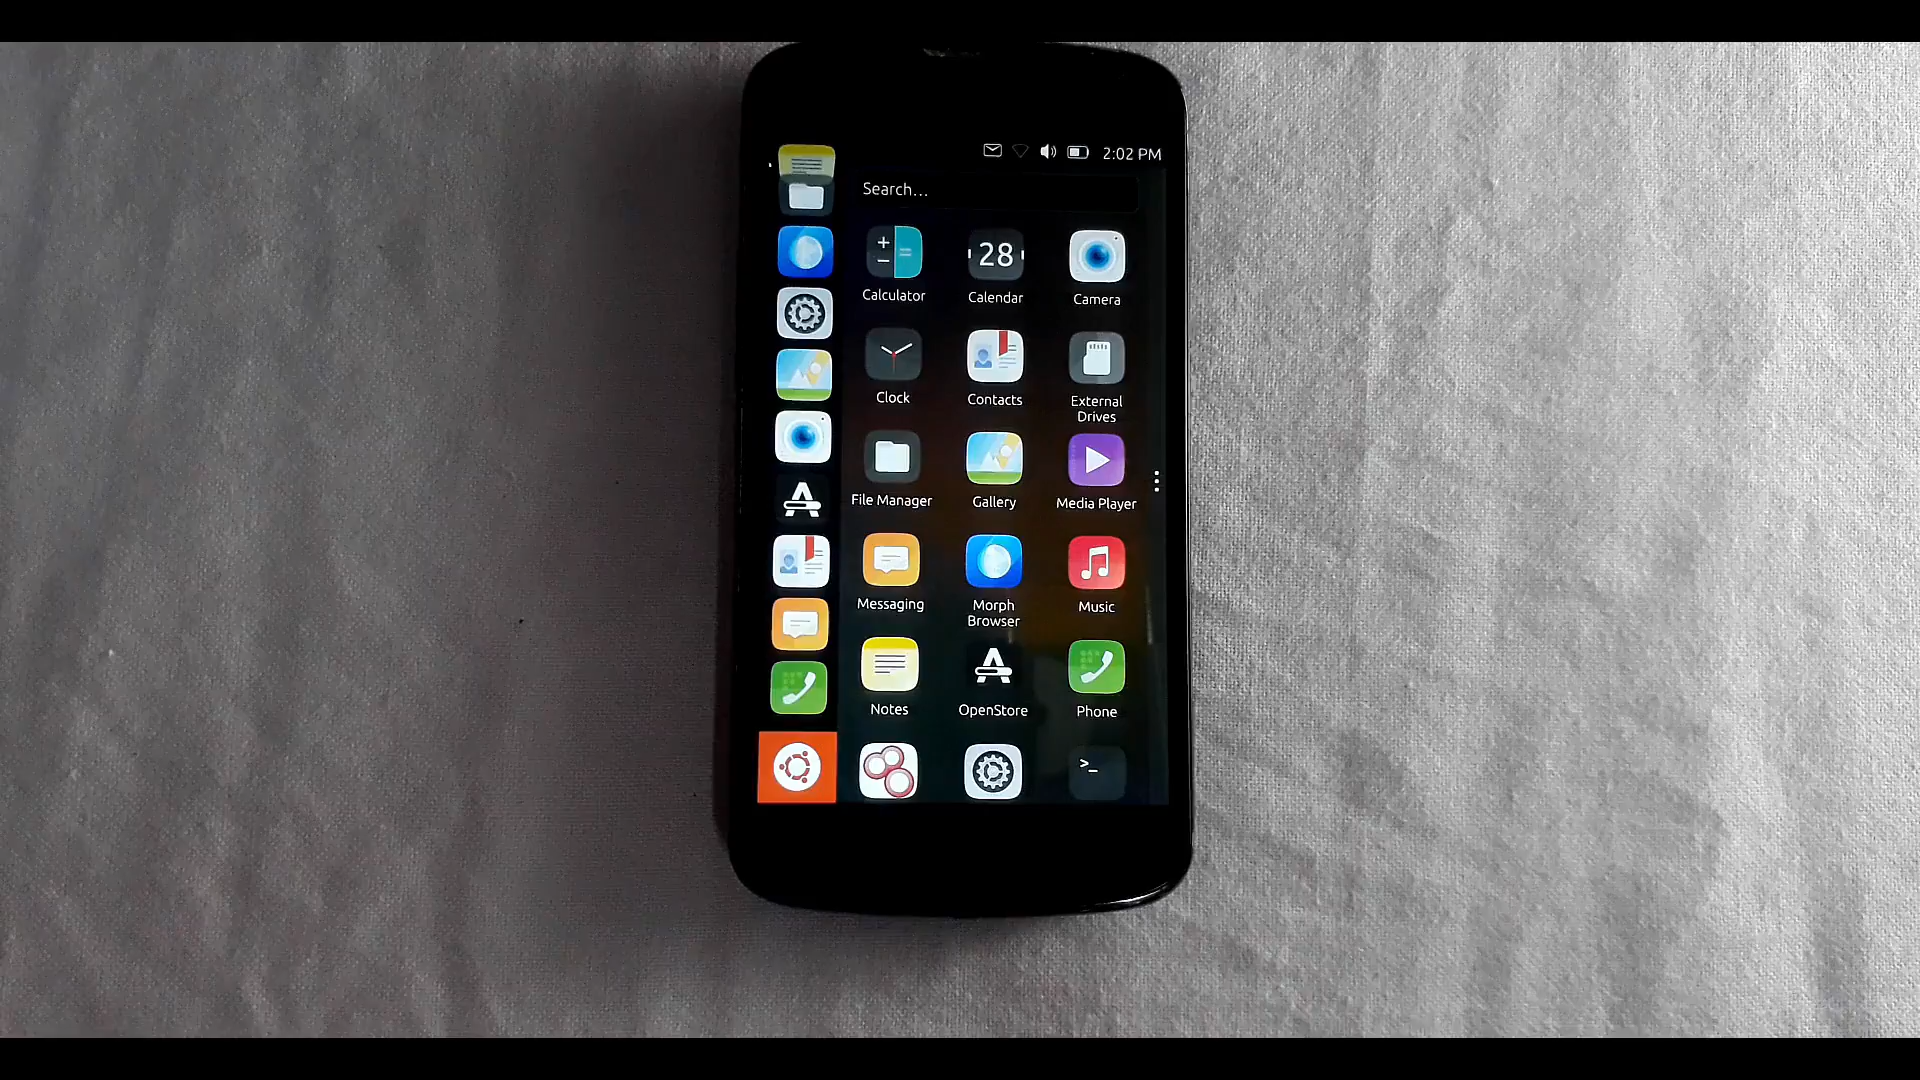 2:02 PM
Search...
Calculator
28
Calendar
Camera
Clock
Contacts
External
Drives
File Manager
Gallery
Media Player
Messaging
Morph
Browser
Music
Notes
OpenStore
Phone
>_